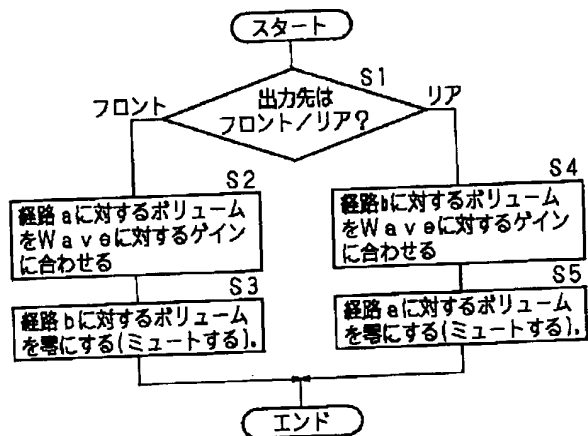 スタート
S1
出力先は
フロント/リア?
フロント
リア
S2
経路aに対するボリューム
をWaveに対するゲイン
に合わせる
S3
経路bに対するボリューム
を零にする(ミュートする).
S4
経路bに対するボリューム
をWaveに対するゲイン
に合わせる
S5
経路aに対するボリューム
を零にする(ミュートする).
エンド